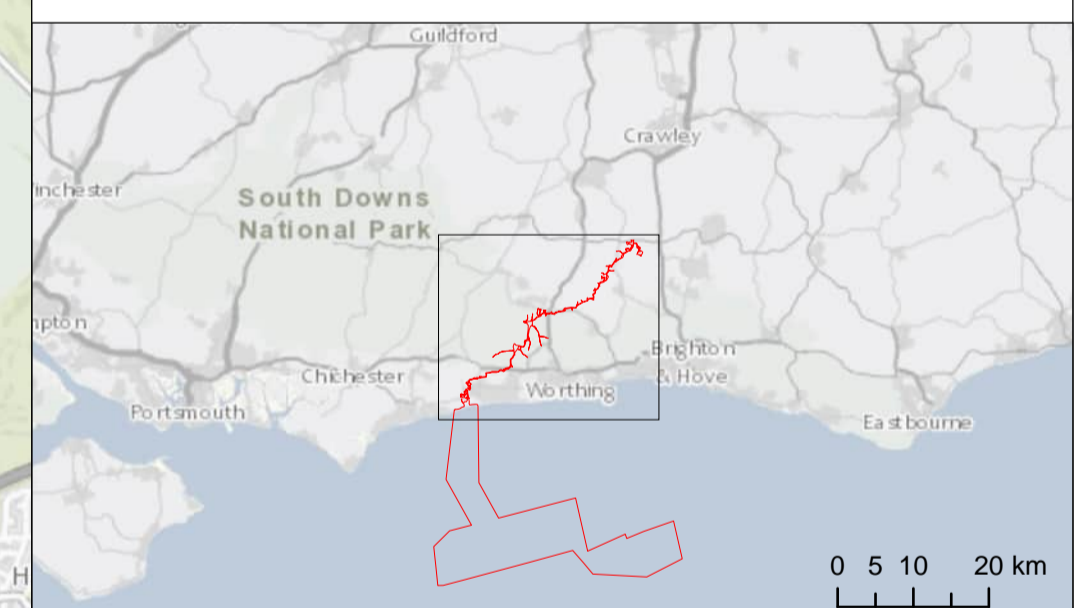 Guildford
Crawley
inchester
South Downs
National Park
mpton
Brighton
& Hove
Chichester
Worthing
Portsmouth
Eastbourne
H
0 5 10 20 km